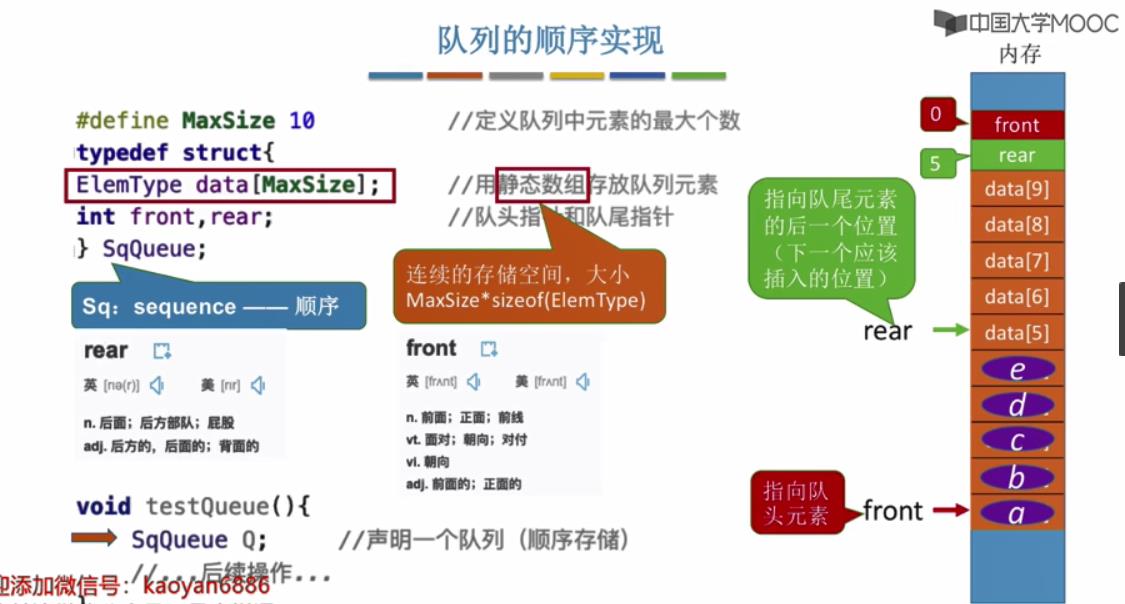 中国大学MOOC
队列的顺序实现
内存
#define MaxSize 10 //定义队列中元素的最大个数
typedef struct{
ElemType data[MaxSize]; //用静态数组存放队列元素
int front,rear; //队头指针和队尾指针
} SqQueue;
Sq：sequence —— 顺序
连续的存储空间，大小
MaxSize*sizeof(ElemType)
rear
英 [rɪə(r)] 美 [rɪr]
n. 后面；后方部队；屁股
adj. 后方的，后面的；背面的
front
英 [frʌnt] 美 [frʌnt]
n. 前面；正面；前线
vt. 面对；朝向；对付
vi. 朝向
adj. 前面的；正面的
void testQueue(){
SqQueue Q; //声明一个队列（顺序存储）
//...后续操作...
迎添加微信号：kaoyan6886
指向队尾元素
的后一个位置
（下一个应该
插入的位置）
rear
指向队
头元素
front
0
front
5
rear
data[9]
data[8]
data[7]
data[6]
data[5]
e
d
c
b
a